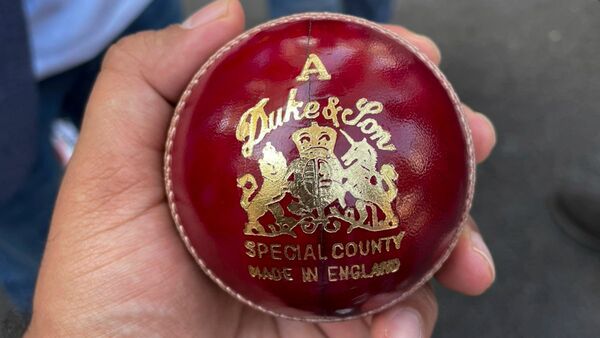 A
Duke & Son
SPECIAL COUNTY
MADE IN ENGLAND